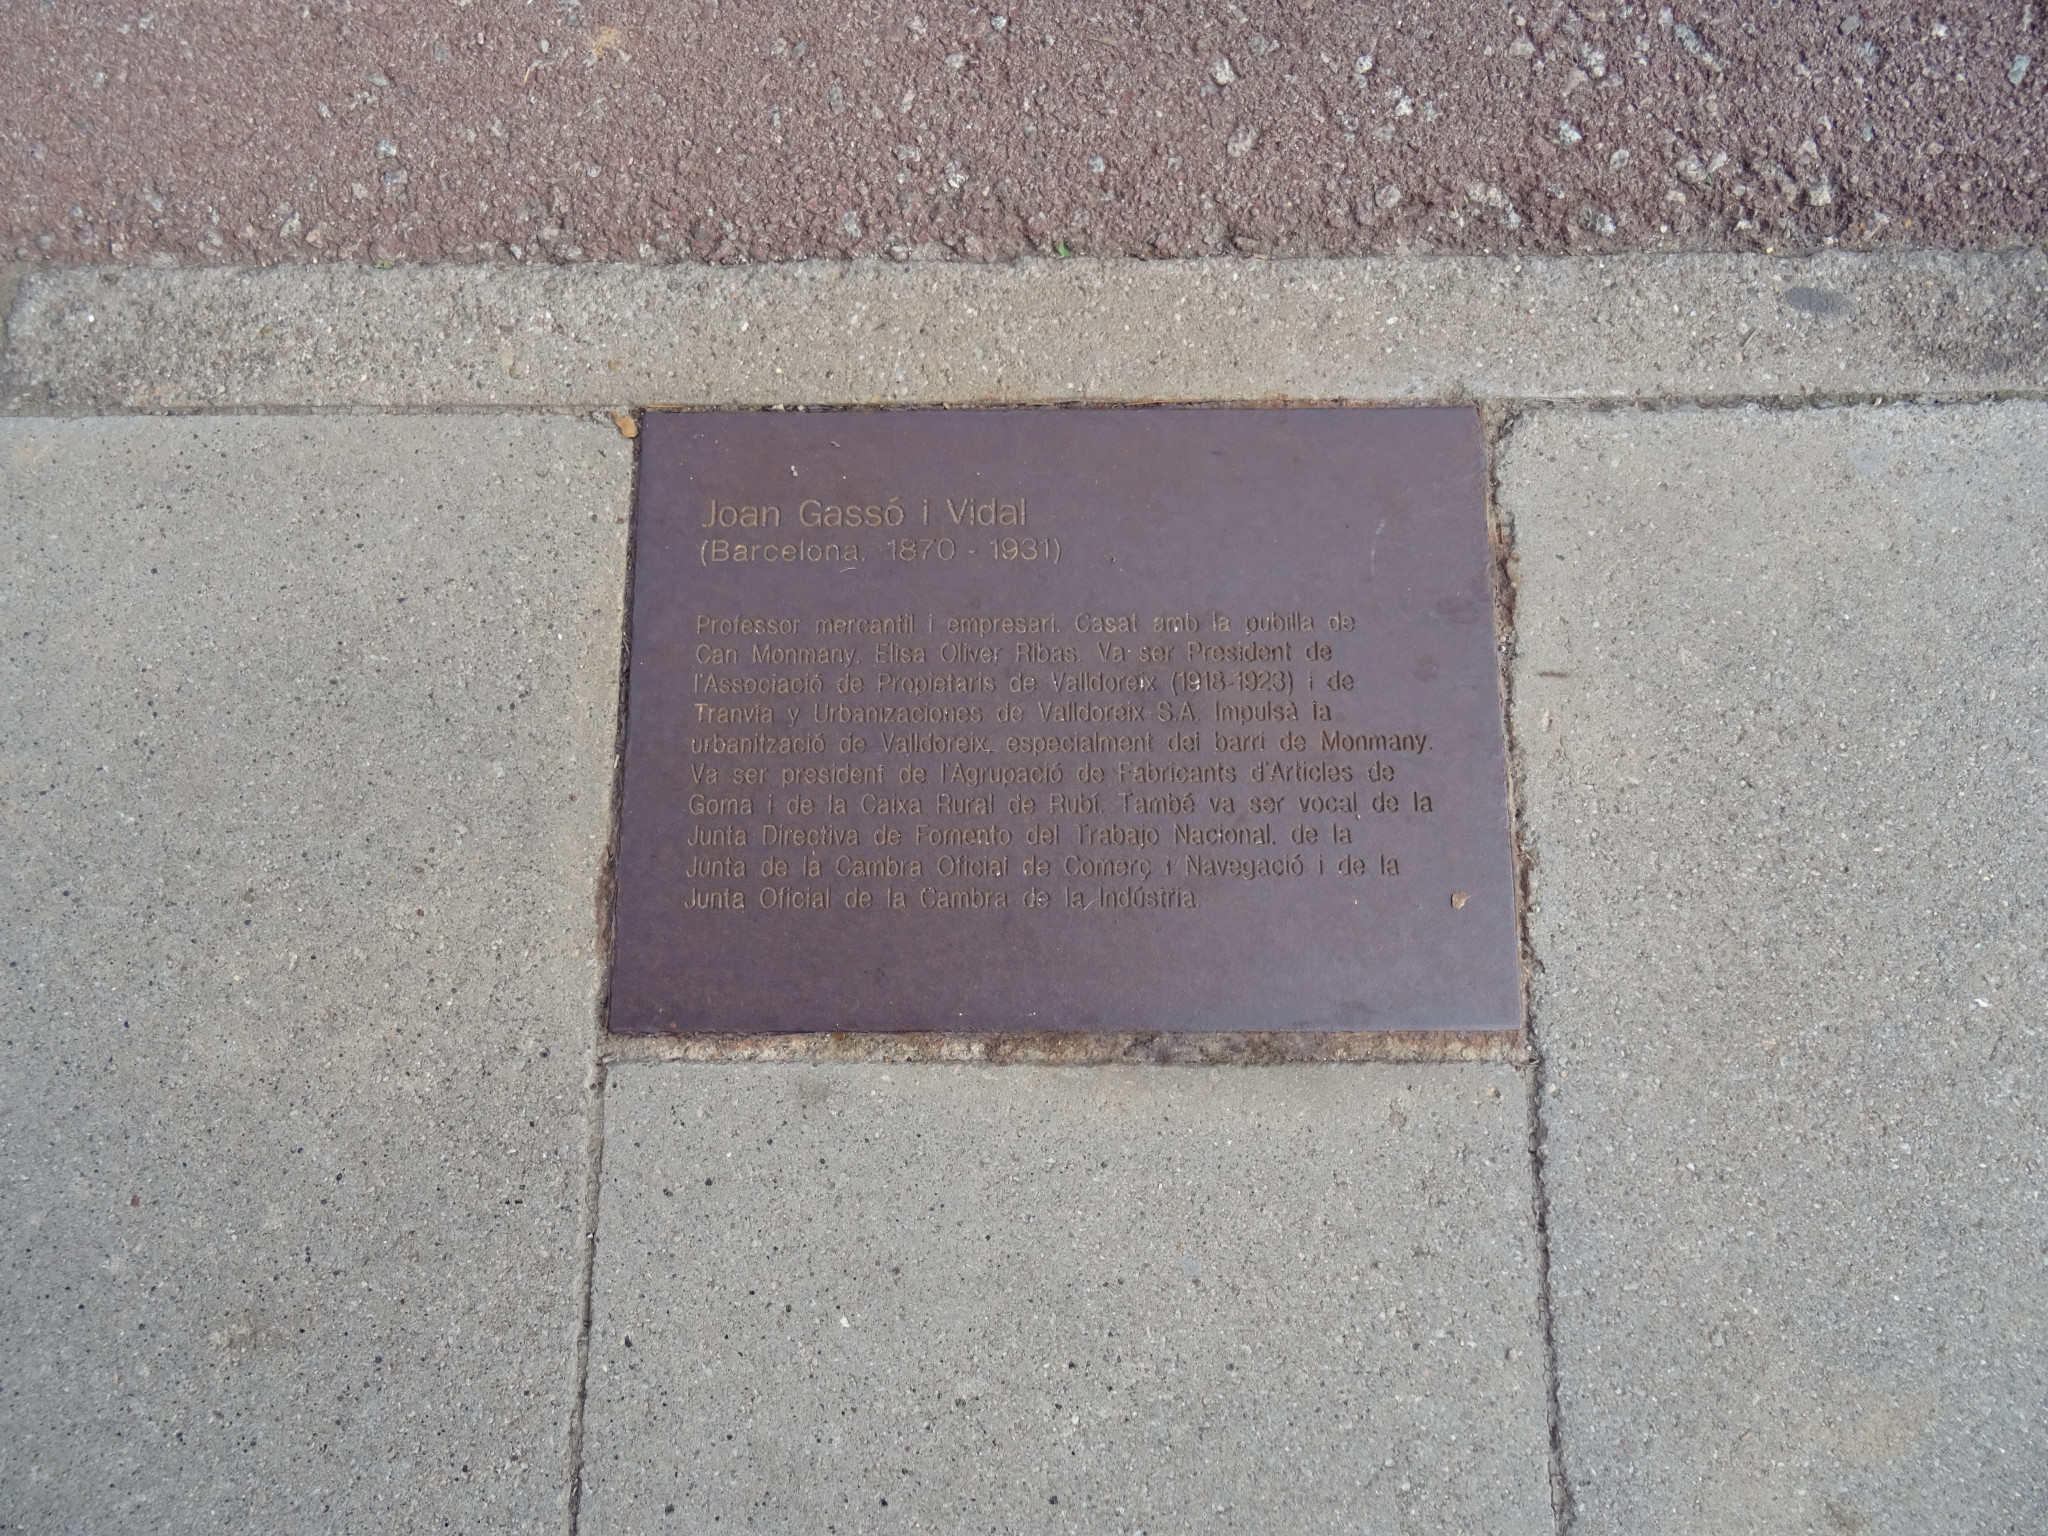 Joan Gassó i Vidal
(Barcelona, 1870 - 1931)
Professor mercantil i empresari. Casat amb la pubilla de
Can Monmany, Elisa Oliver Ribas. Va ser President de
l'Associació de Propietaris de Valldoreix (1918-1923) i de
Tranvía y Urbanizaciones de Valldoreix S.A. Impulsà la
urbanització de Valldoreix, especialment del barri de Monmany.
Va ser president de l'Agrupació de Fabricants d'Articles de
Goma i de la Caixa Rural de Rubí. També va ser vocal de la
Junta Directiva de Fomento del Trabajo Nacional, de la
Junta de la Cambra Oficial de Comerç i Navegació i de la
Junta Oficial de la Cambra de la Indústria.